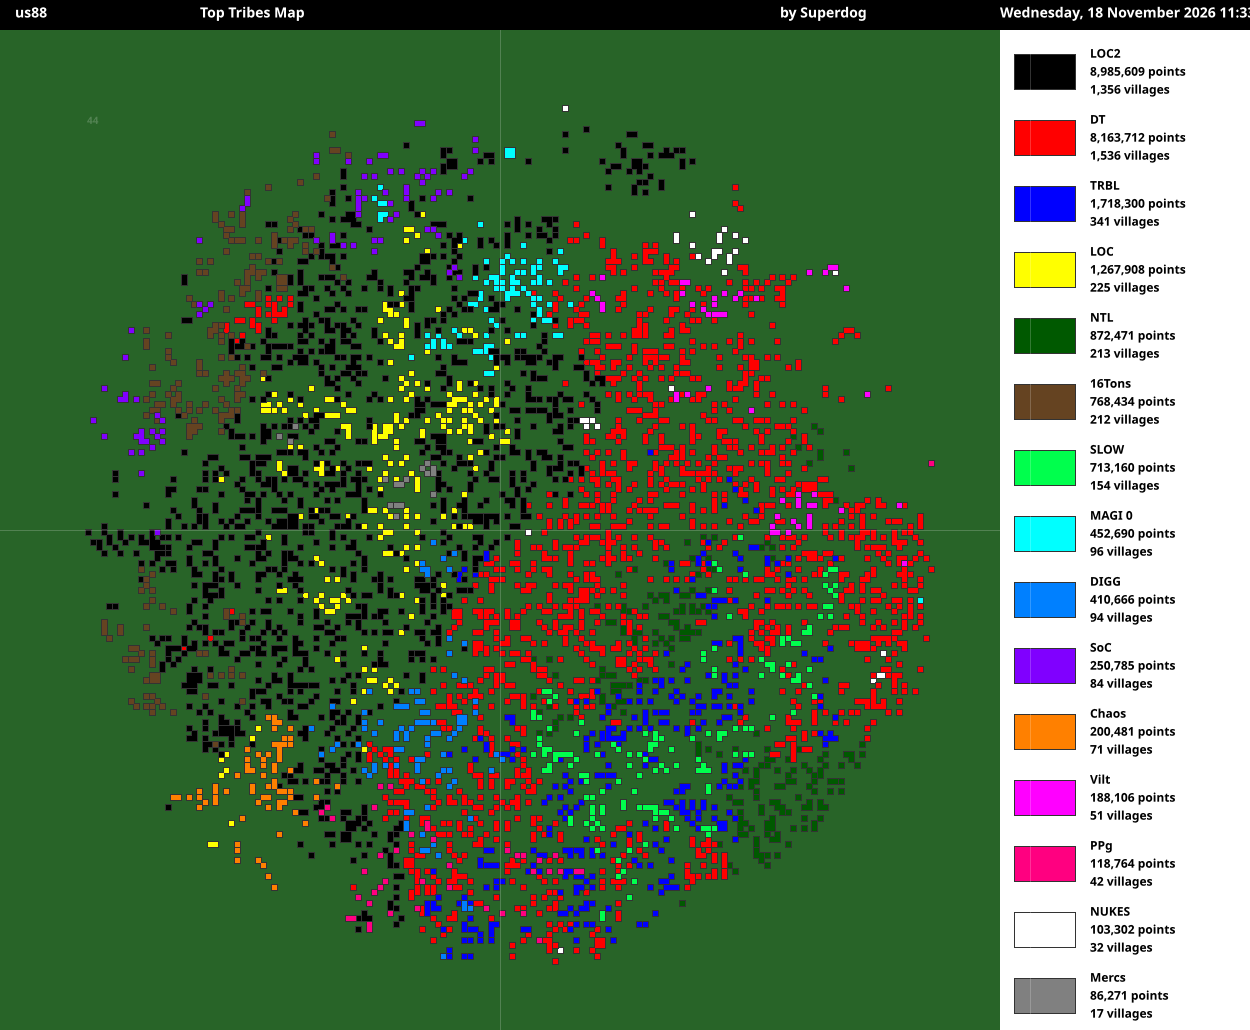 us88 Top Tribes Map by Superdog Wednesday, 18 November 2026 11:33
44
LOC2
8,985,609 points
1,356 villages
DT
8,163,712 points
1,536 villages
TRBL
1,718,300 points
341 villages
LOC
1,267,908 points
225 villages
NTL
872,471 points
213 villages
16Tons
768,434 points
212 villages
SLOW
713,160 points
154 villages
MAGI 0
452,690 points
96 villages
DIGG
410,666 points
94 villages
SoC
250,785 points
84 villages
Chaos
200,481 points
71 villages
Vilt
188,106 points
51 villages
PPg
118,764 points
42 villages
NUKES
103,302 points
32 villages
Mercs
86,271 points
17 villages